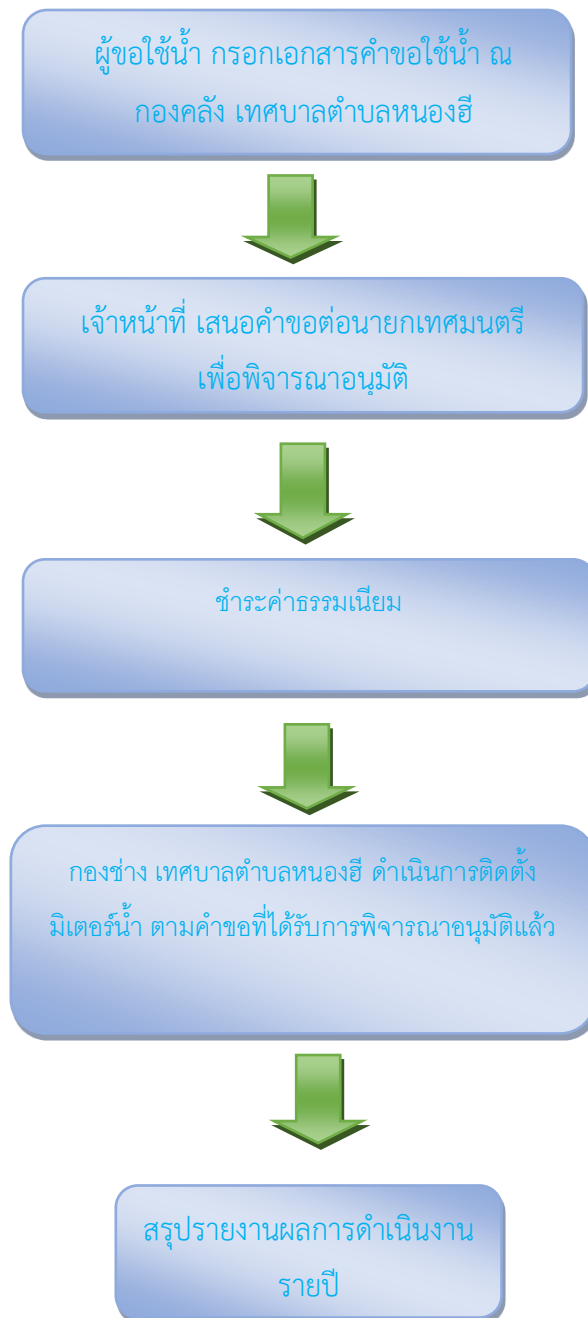 ผู้ขอใช้น้ำ กรอกเอกสารคำขอใช้น้ำ ณ
กองคลัง เทศบาลตำบลหนองฮี
เจ้าหน้าที่ เสนอคำขอต่อนายกเทศมนตรี
เพื่อพิจารณาอนุมัติ
ชำระค่าธรรมเนียม
กองช่าง เทศบาลตำบลหนองฮี ดำเนินการติดตั้ง
มิเตอร์น้ำ ตามคำขอที่ได้รับการพิจารณาอนุมัติแล้ว
สรุปรายงานผลการดำเนินงาน
รายปี